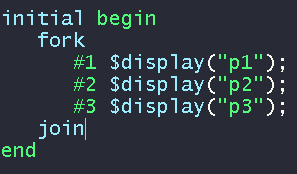 initial begin
fork
#1 $display("p1");
#2 $display("p2");
#3 $display("p3");
join
end